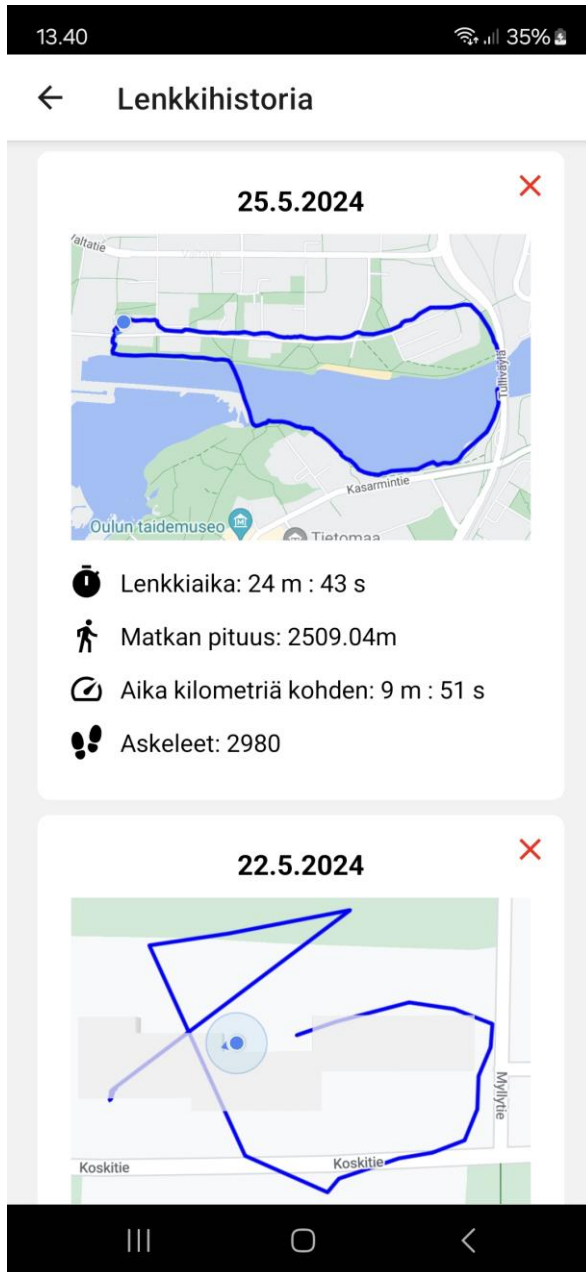 13.40
35%
Lenkkihistoria
25.5.2024
Valtatie
Tulliväylä
Kasarmintie
Oulun taidemuseo
Tietomaa
Lenkkiaika: 24 m : 43 s
Matkan pituus: 2509.04m
Aika kilometriä kohden: 9 m : 51 s
Askeleet: 2980
22.5.2024
Myllytie
Koskitie
Koskitie